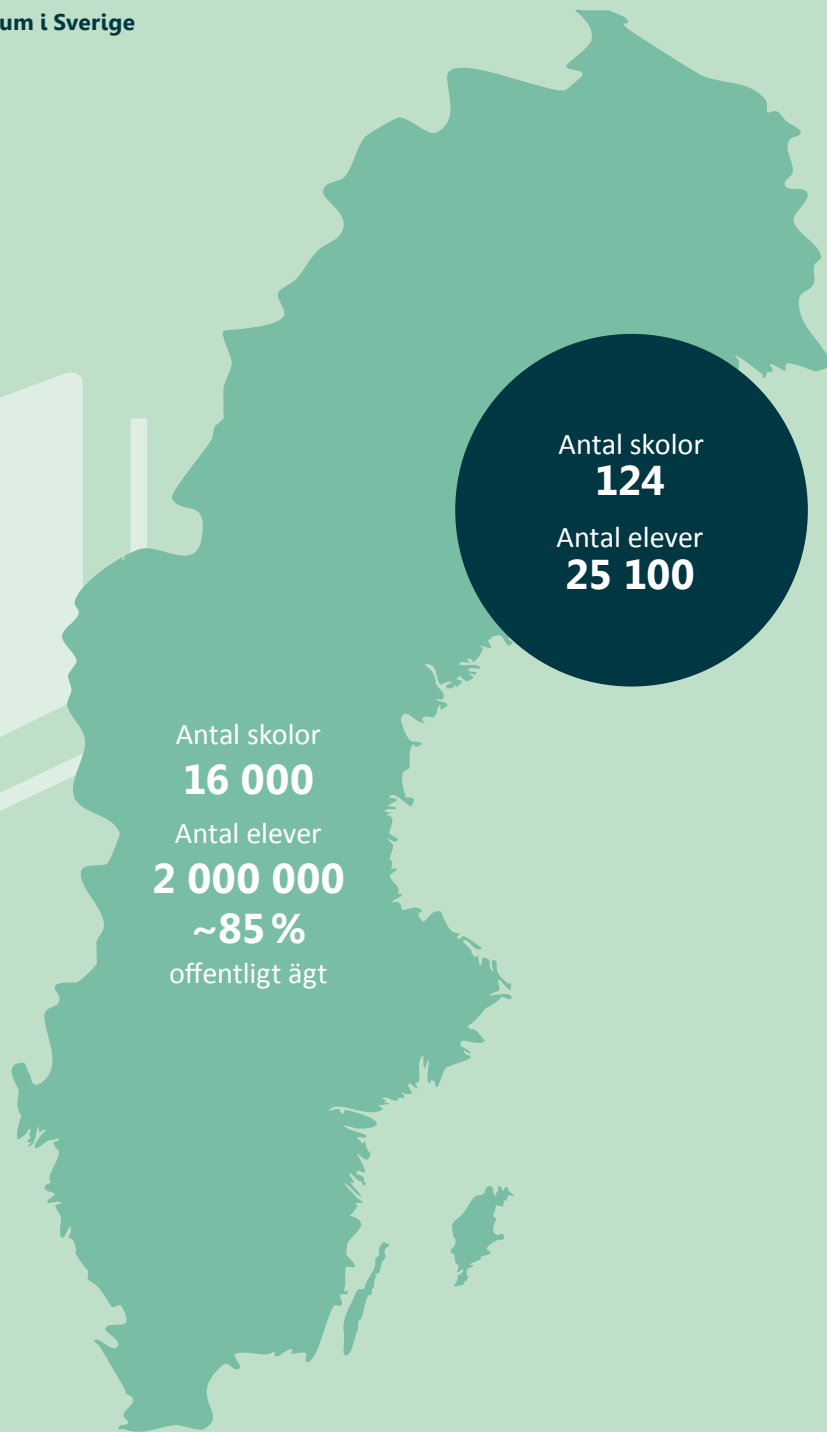 um i Sverige
Antal skolor
124
Antal elever
25 100
Antal skolor
16 000
Antal elever
2 000 000
~85 %
offentligt ägt